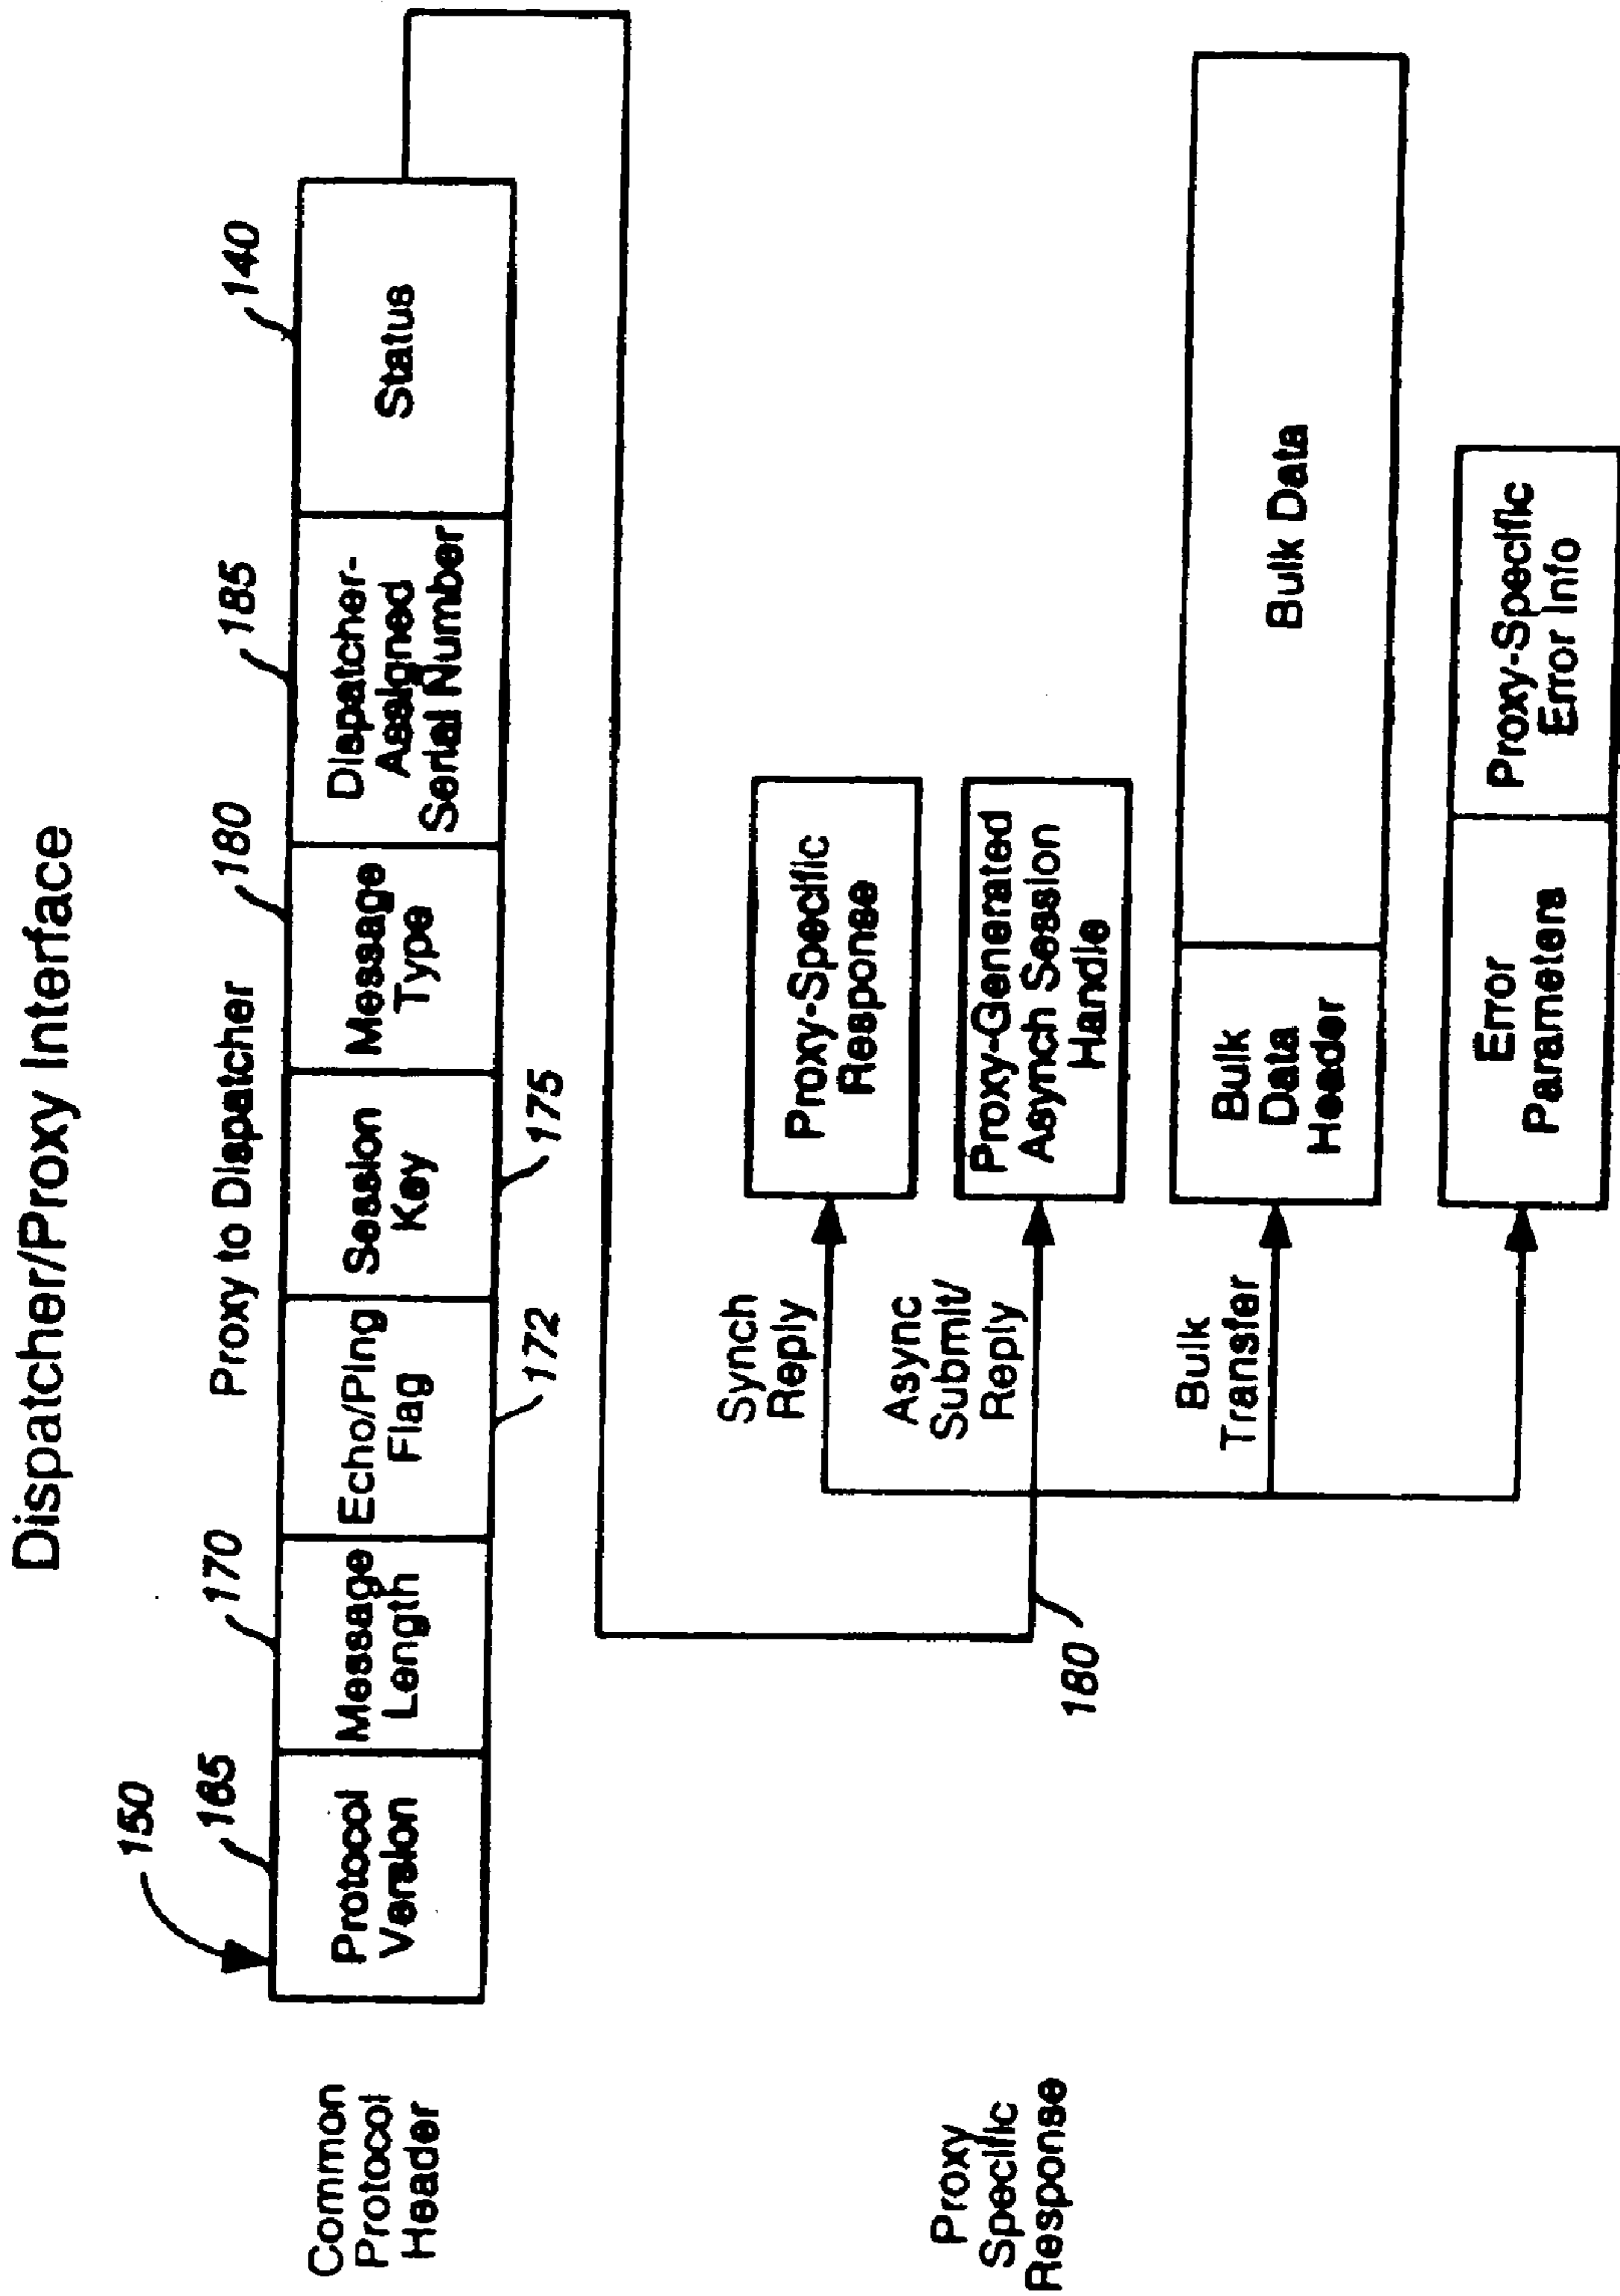 Dispatcher/Proxy Interface
Proxy to Dispatcher
150
165
170
180
185
140
Common
Protocol
Header
Protocol
Version
Message
Length
Echo/Ping
Flag
Session
Key
Message
Type
Dispatcher-
Assigned
Serial Number
Status
172
175
Proxy
Specific
Response
180
Synch
Reply
Proxy-Specific
Response
Async
Submit/
Reply
Proxy-Generated
Asynch Session
Handle
Bulk
Transfer
Bulk
Data
Header
Bulk Data
Error
Parameters
Proxy-Specific
Error Info